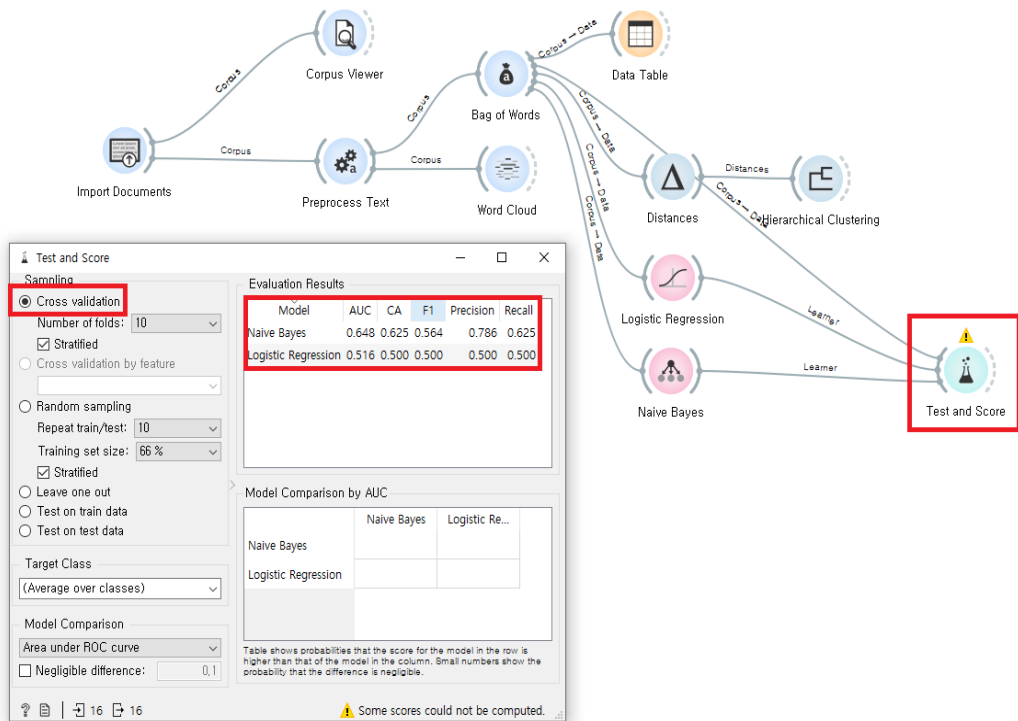 Corpus Viewer
Data Table
Corpus
Corpus → Data
Bag of Words
Corpus
Corpus → Data
Corpus
Corpus
Distances
Import Documents
Preprocess Text
Word Cloud
Corpus → Data
Corpus → Data
Corpus → Data
Distances
Hierarchical Clustering
Logistic Regression
Learner
Learner
Naive Bayes
Test and Score
Test and Score
Sampling
Cross validation
Number of folds: 10
Stratified
Cross validation by feature
Random sampling
Repeat train/test: 10
Training set size: 66 %
Stratified
Leave one out
Test on train data
Test on test data
Target Class
(Average over classes)
Model Comparison
Area under ROC curve
Negligible difference: 0,1
16 16
Evaluation Results
Model AUC CA F1 Precision Recall
Naive Bayes 0.648 0.625 0.564 0.786 0.625
Logistic Regression 0.516 0.500 0.500 0.500 0.500
Model Comparison by AUC
Naive Bayes Logistic Re...
Naive Bayes
Logistic Regression
Table shows probabilities that the score for the model in the row is
higher than that of the model in the column. Small numbers show the
probability that the difference is negligible.
Some scores could not be computed.